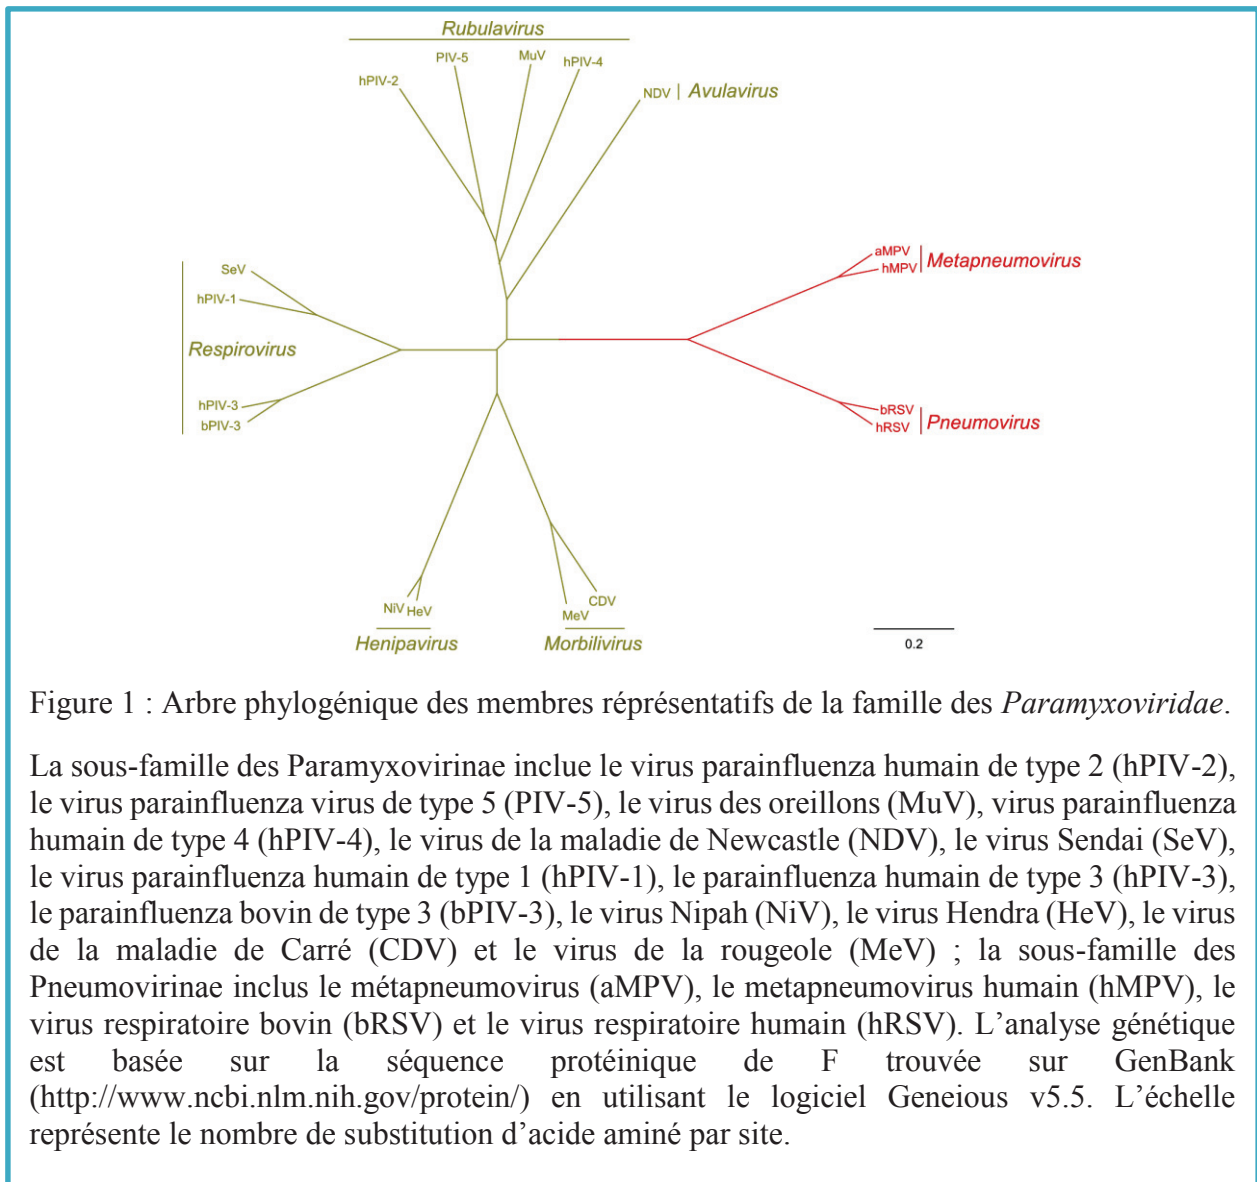 Rubulavirus
hPIV-2
PIV-5
MuV
hPIV-4
NDV
Avulavirus
aMPV
hMPV
Metapneumovirus
SeV
hPIV-1
Respirovirus
hPIV-3
bPIV-3
bRSV
hRSV
Pneumovirus
NiV
HeV
CDV
MeV
Henipavirus
Morbilivirus
0.2
Figure 1 : Arbre phylogénique des membres réprésentatifs de la famille des Paramyxoviridae.
La sous-famille des Paramyxovirinae inclue le virus parainfluenza humain de type 2 (hPIV-2),
le virus parainfluenza virus de type 5 (PIV-5), le virus des oreillons (MuV), virus parainfluenza
humain de type 4 (hPIV-4), le virus de la maladie de Newcastle (NDV), le virus Sendai (SeV),
le virus parainfluenza humain de type 1 (hPIV-1), le parainfluenza humain de type 3 (hPIV-3),
le parainfluenza bovin de type 3 (bPIV-3), le virus Nipah (NiV), le virus Hendra (HeV), le virus
de la maladie de Carré (CDV) et le virus de la rougeole (MeV) ; la sous-famille des
Pneumovirinae inclus le métapneumovirus (aMPV), le metapneumovirus humain (hMPV), le
virus respiratoire bovin (bRSV) et le virus respiratoire humain (hRSV). L’analyse génétique
est basée sur la séquence protéinique de F trouvée sur GenBank
(http://www.ncbi.nlm.nih.gov/protein/) en utilisant le logiciel Geneious v5.5. L’échelle
représente le nombre de substitution d’acide aminé par site.